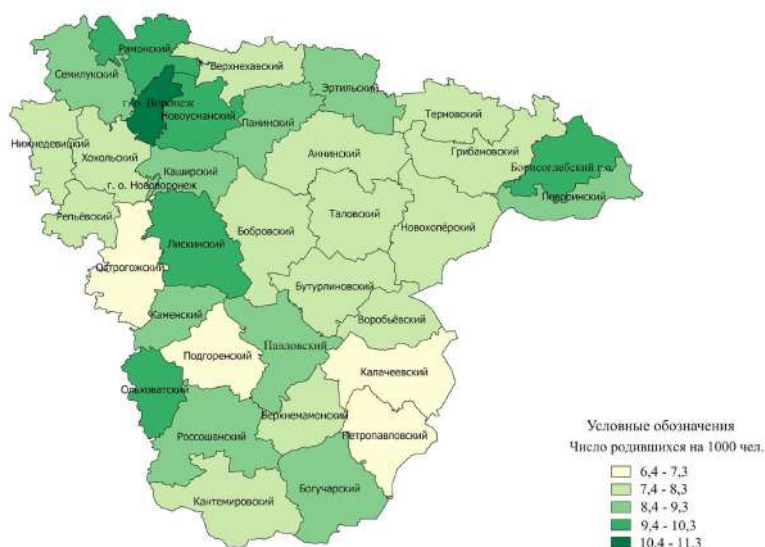 Рамонский
Семилукский
Верхнехавский
Эртильский
г.о. Воронеж
Новоусманский
Панинский
Терновский
Нижнедевицкий
Хохольский
Аннинский
Грибановский
Борисоглебский г.о.
Каширский
г. о. Нововоронеж
Поворинский
Репьёвский
Таловский
Лискинский
Бобровский
Новохопёрский
Острогожский
Бутурлиновский
Каменский
Воробьёвский
Павловский
Подгоренский
Калачеевский
Ольховатский
Верхнемамонский
Россошанский
Петропавловский
Богучарский
Кантемировский
Условные обозначения
Число родившихся на 1000 чел.
6,4 - 7,3
7,4 - 8,3
8,4 - 9,3
9,4 - 10,3
10,4 - 11,3